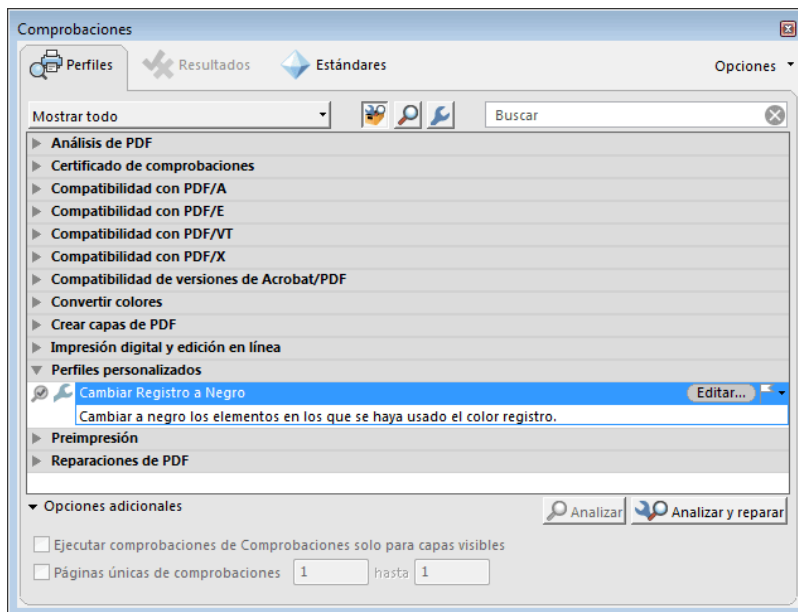 Comprobaciones
Perfiles Resultados Estándares Opciones
Mostrar todo Buscar
Análisis de PDF
Certificado de comprobaciones
Compatibilidad con PDF/A
Compatibilidad con PDF/E
Compatibilidad con PDF/VT
Compatibilidad con PDF/X
Compatibilidad de versiones de Acrobat/PDF
Convertir colores
Crear capas de PDF
Impresión digital y edición en línea
Perfiles personalizados
Cambiar Registro a Negro Editar...
Cambiar a negro los elementos en los que se haya usado el color registro.
Preimpresión
Reparaciones de PDF
Opciones adicionales Analizar Analizar y reparar
Ejecutar comprobaciones de Comprobaciones solo para capas visibles
Páginas únicas de comprobaciones 1 hasta 1